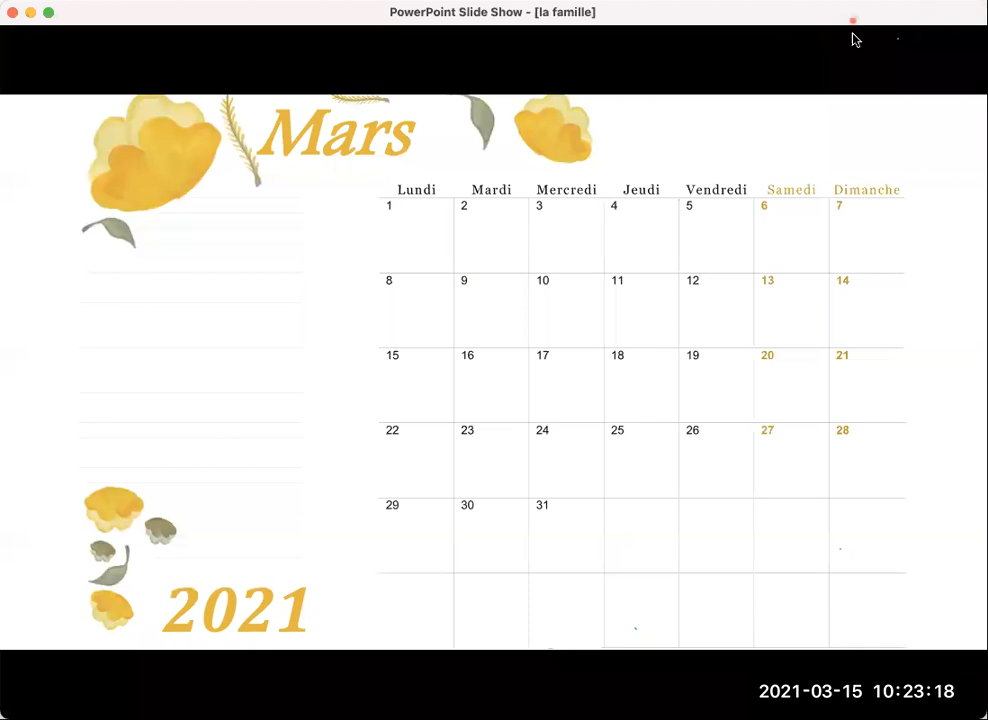 PowerPoint Slide Show - [la famille]
Mars
Lundi Mardi Mercredi Jeudi Vendredi Samedi Dimanche
1 2 3 4 5 6 7
8 9 10 11 12 13 14
15 16 17 18 19 20 21
22 23 24 25 26 27 28
29 30 31
2021
2021-03-15 10:23:18